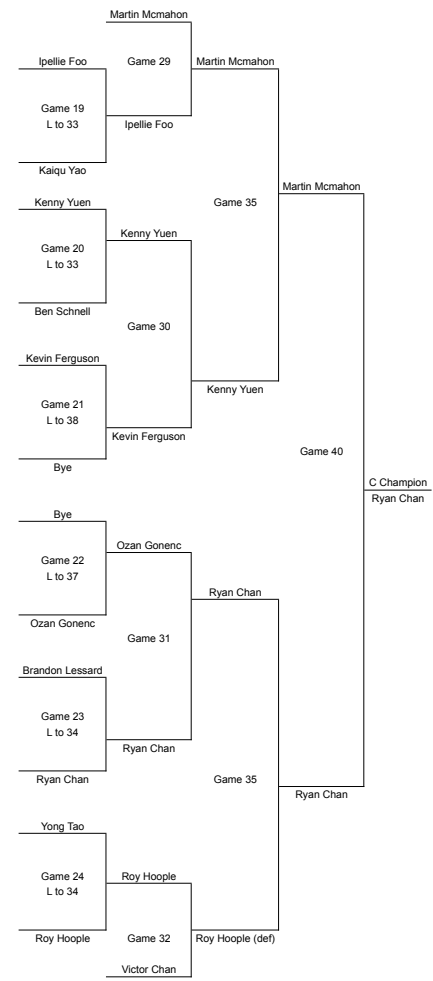 Martin Mcmahon
Ipellie Foo
Game 29
Martin Mcmahon
Game 19
L to 33
Ipellie Foo
Kaiqu Yao
Martin Mcmahon
Kenny Yuen
Game 35
Kenny Yuen
Game 20
L to 33
Ben Schnell
Game 30
Kevin Ferguson
Kenny Yuen
Game 21
L to 38
Kevin Ferguson
Game 40
Bye
C Champion
Ryan Chan
Bye
Ozan Gonenc
Game 22
L to 37
Ryan Chan
Ozan Gonenc
Game 31
Brandon Lessard
Game 23
L to 34
Ryan Chan
Ryan Chan
Game 35
Ryan Chan
Yong Tao
Game 24
L to 34
Roy Hoople
Roy Hoople
Game 32
Roy Hoople (def)
Victor Chan